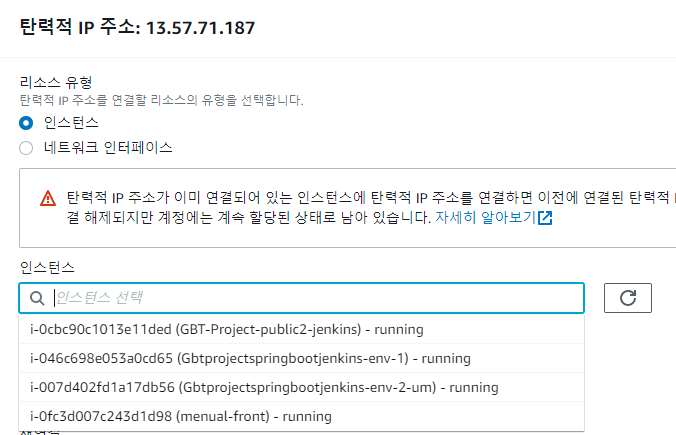 탄력적 IP 주소: 13.57.71.187
리소스 유형
탄력적 IP 주소를 연결할 리소스의 유형을 선택합니다.
인스턴스
네트워크 인터페이스
탄력적 IP 주소가 이미 연결되어 있는 인스턴스에 탄력적 IP 주소를 연결하면 이전에 연결된 탄력적
결 해제되지만 계정에는 계속 할당된 상태로 남아 있습니다. 자세히 알아보기
인스턴스
인스턴스 선택
i-0cbc90c1013e11ded (GBT-Project-public2-jenkins) - running
i-046c698e053a0cd65 (Gbtprojectspringbootjenkins-env-1) - running
i-007d402fd1a17db56 (Gbtprojectspringbootjenkins-env-2-um) - running
i-0fc3d007c243d1d98 (menual-front) - running